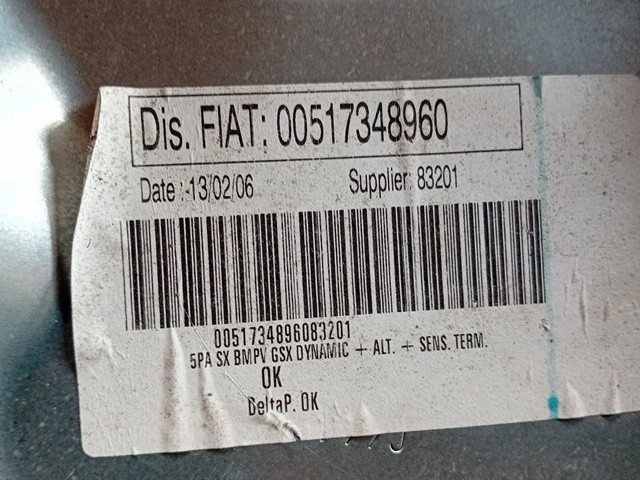 Dis. FIAT: 00517348960
Date : 13/02/06 Supplier: 83201
0051734896083201
5PA SX BMPV GSX DYNAMIC + ALT. + SENS. TERM.
OK
DeltaP. OK